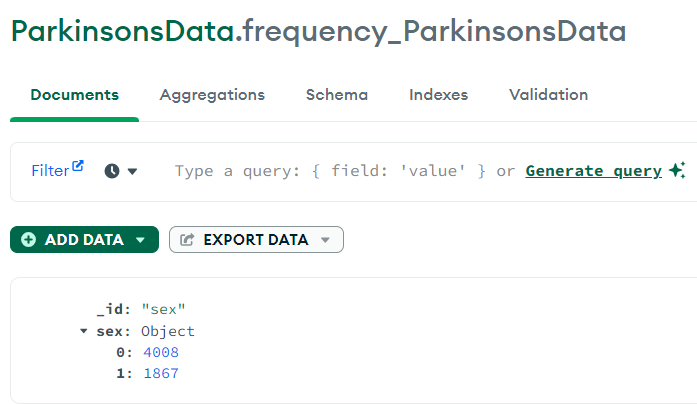 ParkinsonsData.frequency_ParkinsonsData
Documents Aggregations Schema Indexes Validation
Filter Type a query: { field: 'value' } or Generate query
ADD DATA EXPORT DATA
_id: "sex"
sex: Object
0: 4008
1: 1867